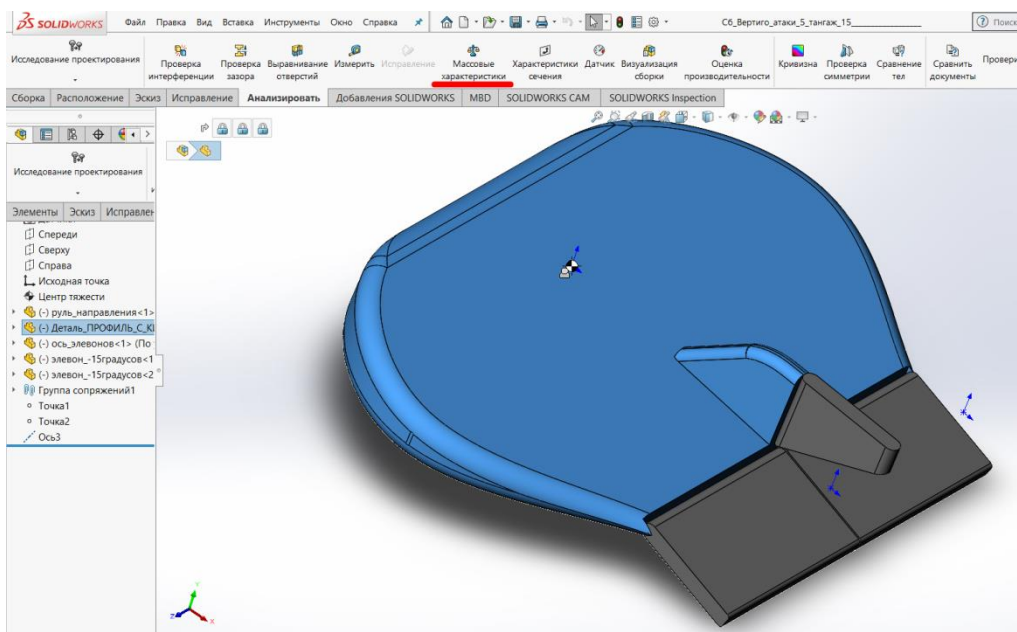 SOLIDWORKS Файл Правка Вид Вставка Инструменты Окно Справка С6_Вертиго_атаки_5_тангаж_15_ Поиск
Исследование проектирования
Проверка интерференции
Проверка зазора
Выравнивание отверстий
Измерить
Исправление
Массовые характеристики
Характеристики сечения
Датчик
Визуализация сборки
Оценка производительности
Кривизна
Проверка симметрии
Сравнение тел
Сравнить документы
Провери
Сборка Расположение Эскиз Исправление Анализировать Добавления SOLIDWORKS MBD SOLIDWORKS CAM SOLIDWORKS Inspection
Исследование проектирования
Элементы Эскиз Исправлен
Спереди
Сверху
Справа
Исходная точка
Центр тяжести
(-) руль_направления<1>
(-) Деталь_ПРОФИЛЬ_С_КІ
(-) ось_элевонов<1> (По
(-) элевон_-15градусов<1
(-) элевон_-15градусов<2
Группа сопряжений1
Точка1
Точка2
Ось3
Y
Z X